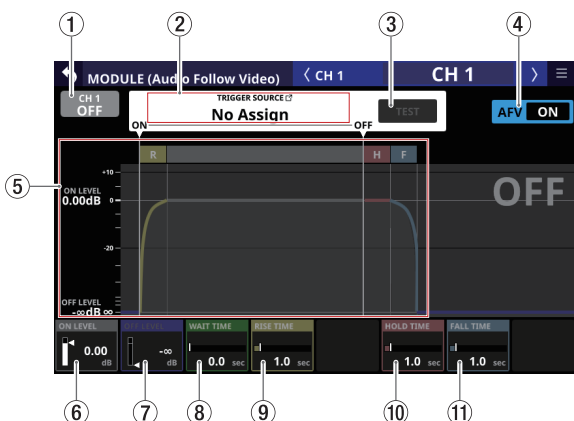 ① ② ③ ④
MODULE (Audio Follow Video) 〈 CH 1 CH 1 〉
CH 1
OFF
TRIGGER SOURCE
No Assign
TEST
AFV ON
ON OFF
R H F
⑤
+10
ON LEVEL
0.00dB 0
OFF
-20
OFF LEVEL
-∞dB ∞
ON LEVEL OFF LEVEL WAIT TIME RISE TIME HOLD TIME FALL TIME
0.00 dB -∞ dB 0.0 sec 1.0 sec 1.0 sec 1.0 sec
⑥ ⑦ ⑧ ⑨ ⑩ ⑪